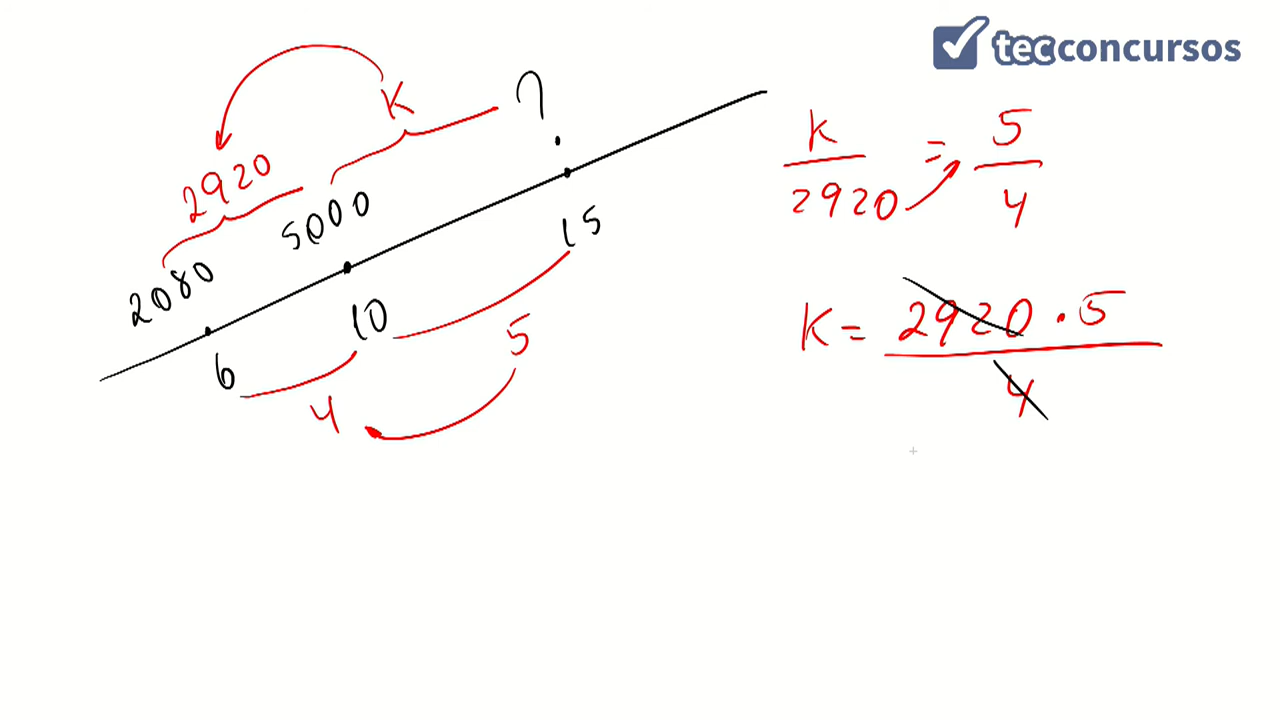 tecconcursos
K
?
2920
5000
2080
15
10
6
5
4
K/2920 = 5/4
K = 2920 · 5
4